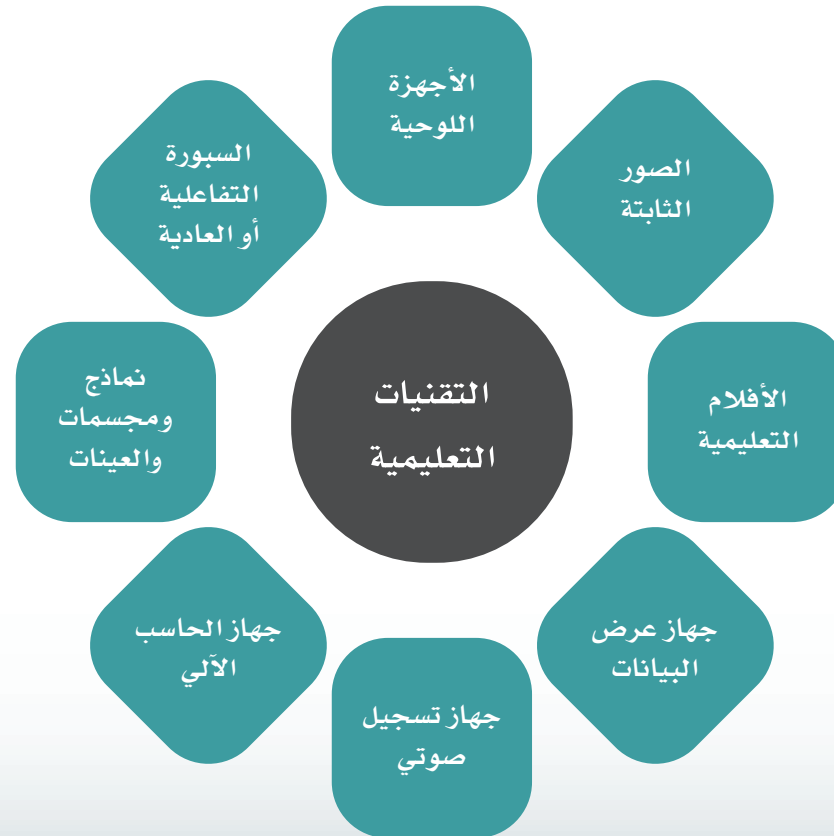 التقنيات
التعليمية
الأجهزة
اللوحية
الصور
الثابتة
الأفلام
التعليمية
جهاز عرض
البيانات
جهاز تسجيل
صوتي
جهاز الحاسب
الآلي
نماذج
ومجسمات
والعينات
السبورة
التفاعلية
أو العادية